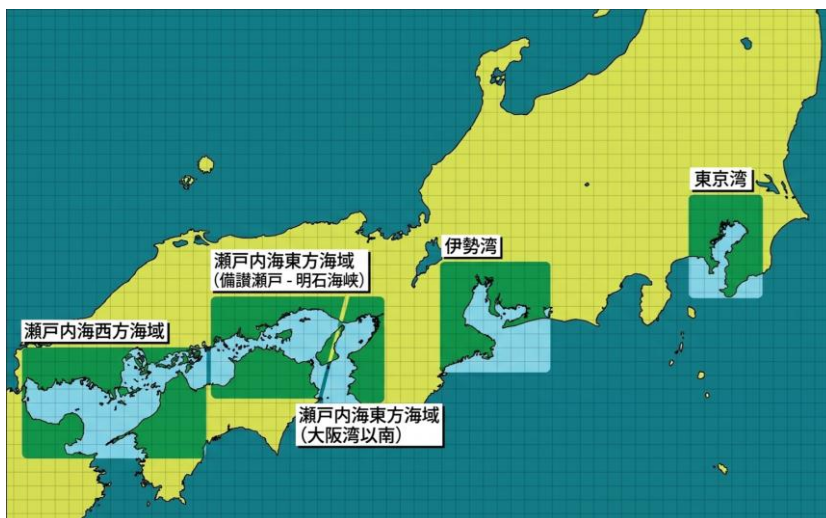 東京湾
伊勢湾
瀬戸内海東方海域
（備讃瀬戸 - 明石海峡）
瀬戸内海西方海域
瀬戸内海東方海域
（大阪湾以南）